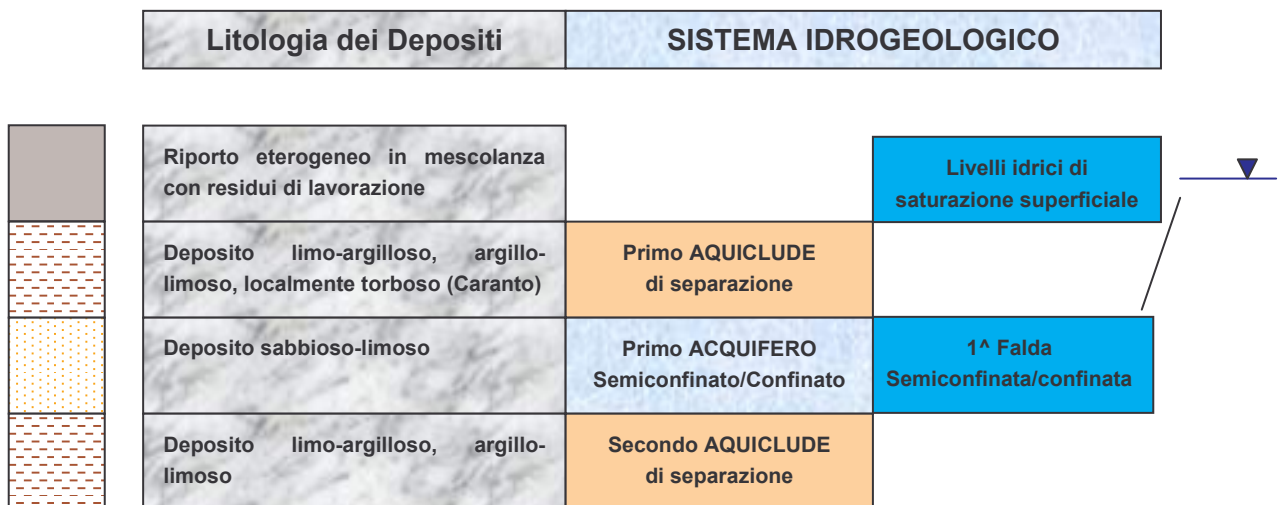 Litologia dei Depositi
SISTEMA IDROGEOLOGICO
Riporto eterogeneo in mescolanza
con residui di lavorazione
Livelli idrici di
saturazione superficiale
Deposito limo-argilloso, argillo-
limoso, localmente torboso (Caranto)
Primo AQUICLUDE
di separazione
Deposito sabbioso-limoso
Primo ACQUIFERO
Semiconfinato/Confinato
1^ Falda
Semiconfinata/confinata
Deposito limo-argilloso, argillo-
limoso
Secondo AQUICLUDE
di separazione